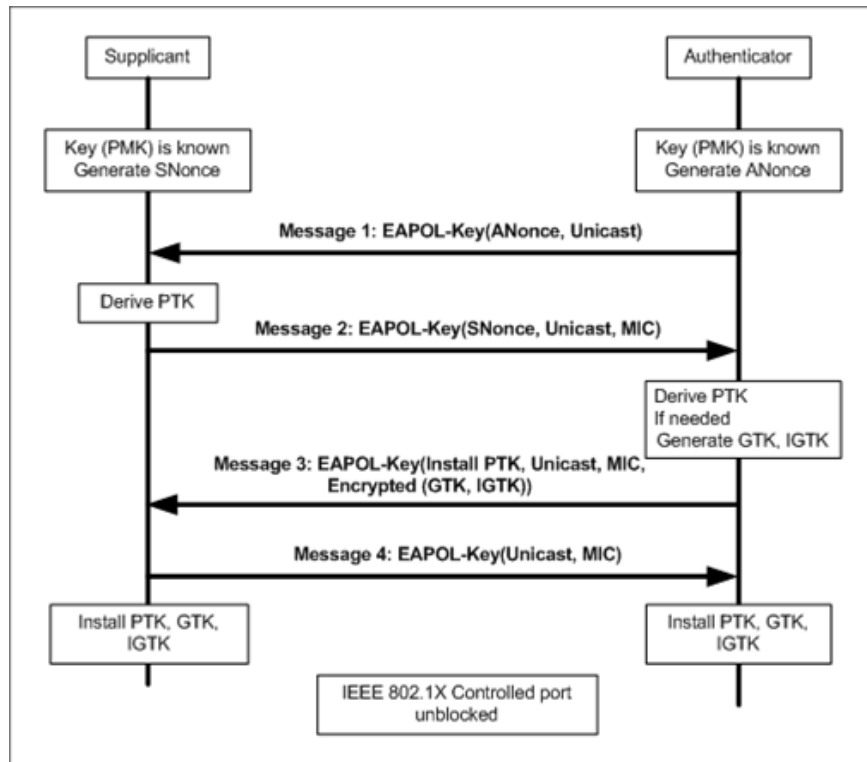 Supplicant
Authenticator
Key (PMK) is known
Generate SNonce
Key (PMK) is known
Generate ANonce
Message 1: EAPOL-Key(ANonce, Unicast)
Derive PTK
Message 2: EAPOL-Key(SNonce, Unicast, MIC)
Derive PTK
If needed
Generate GTK, IGTK
Message 3: EAPOL-Key(Install PTK, Unicast, MIC,
Encrypted (GTK, IGTK))
Message 4: EAPOL-Key(Unicast, MIC)
Install PTK, GTK,
IGTK
Install PTK, GTK,
IGTK
IEEE 802.1X Controlled port
unblocked